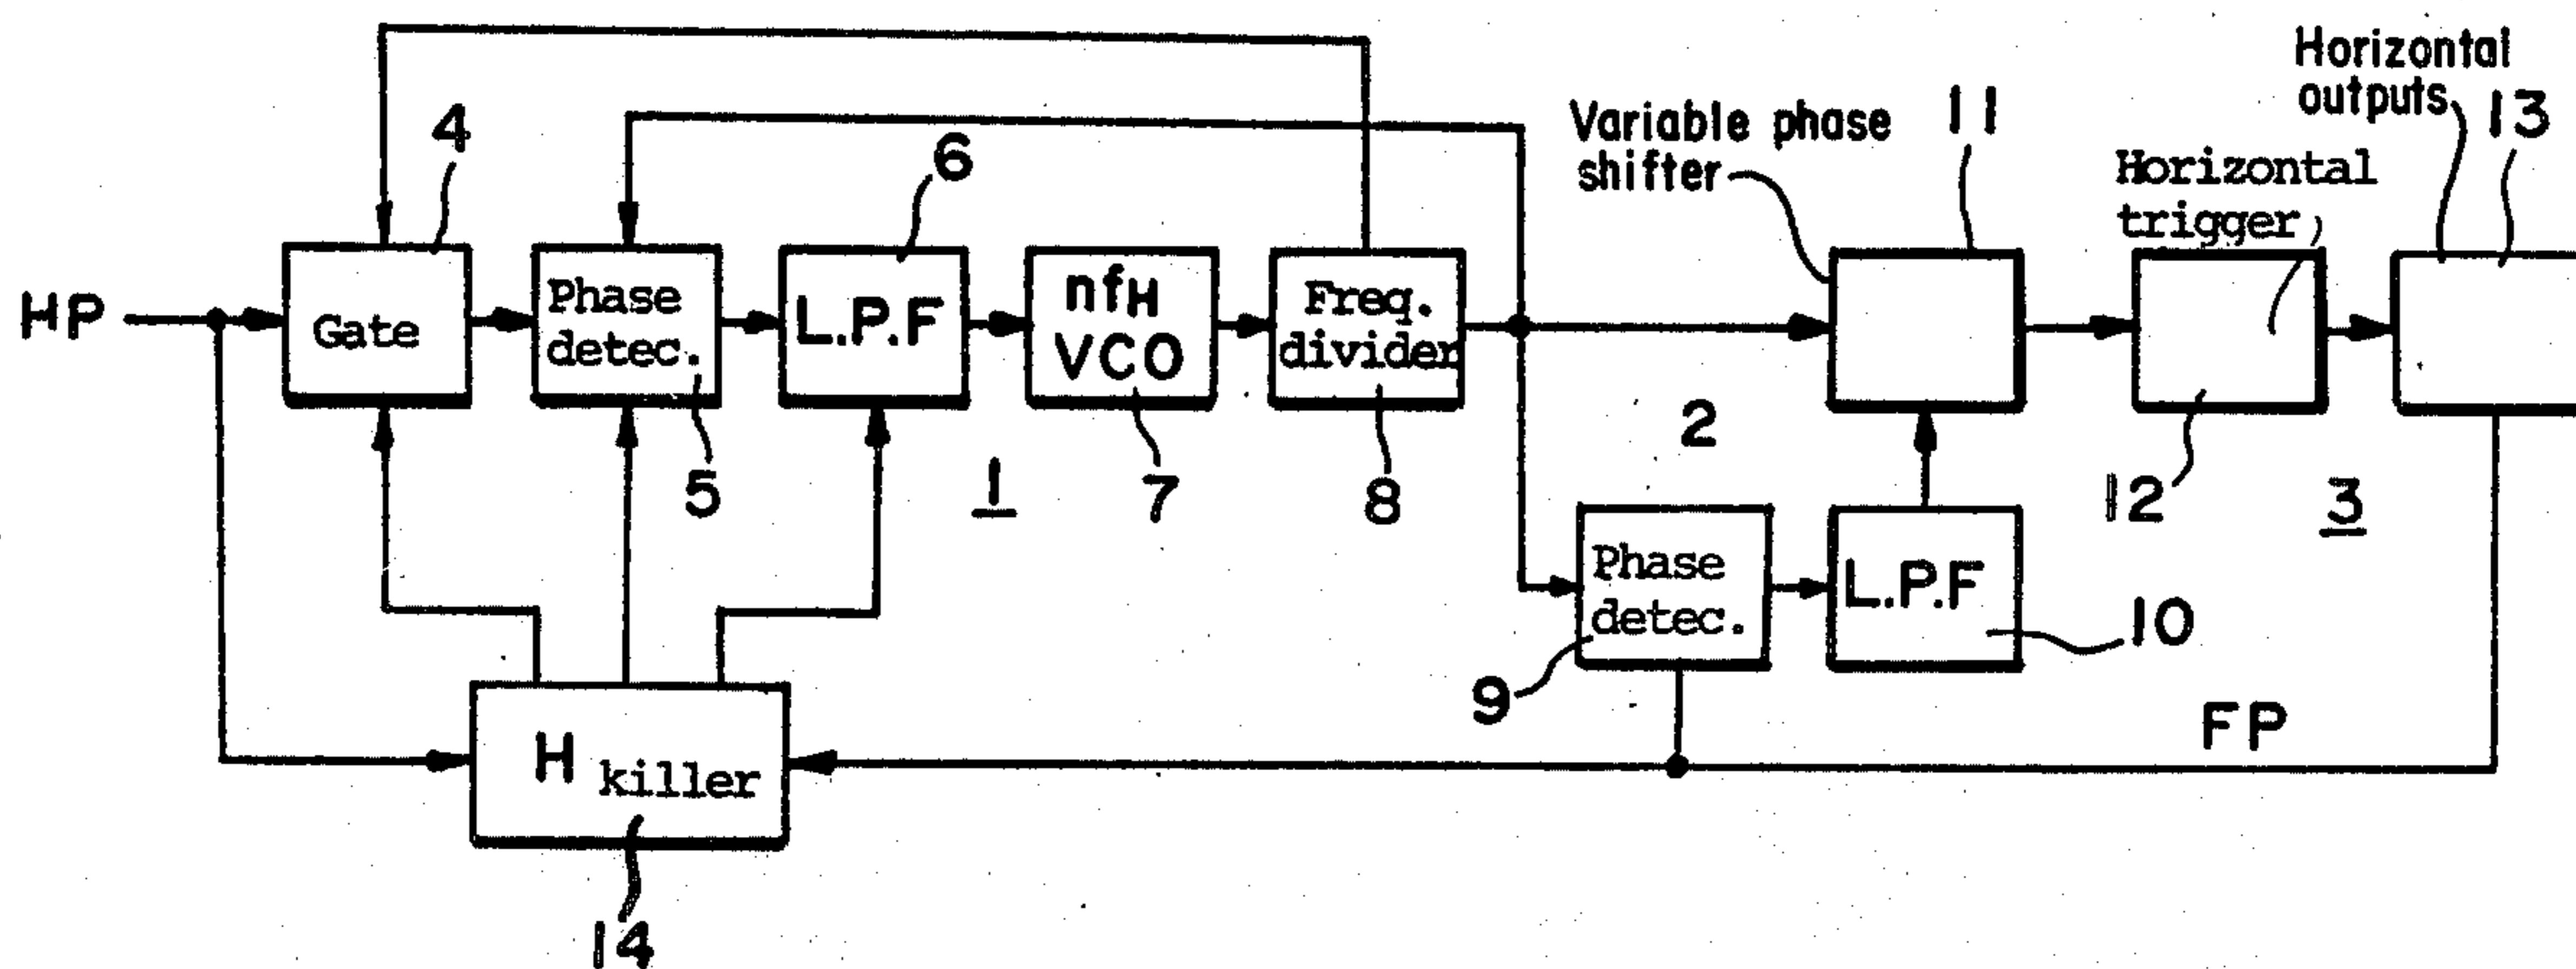 Horizontal
outputs
13
Variable phase
shifter
11
Horizontal
trigger
4
6
HP
Gate
Phase
detec.
L.P.F
nfH
VCO
Freq.
divider
5
1
7
8
2
12
3
Phase
detec.
L.P.F
9
10
FP
H killer
14